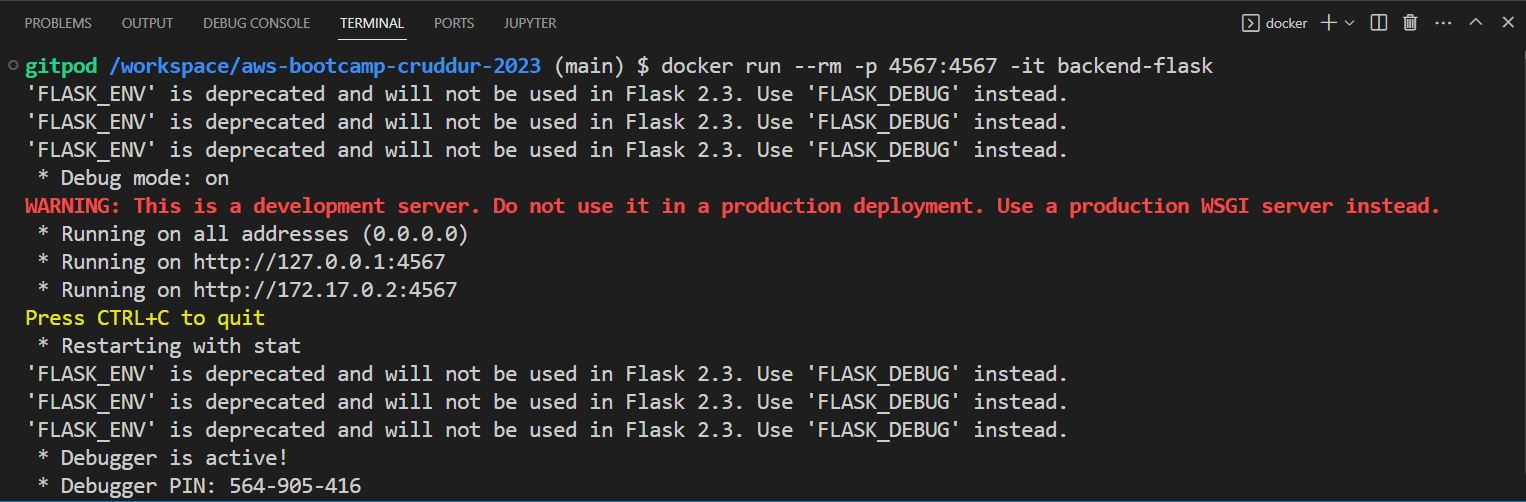 PROBLEMS OUTPUT DEBUG CONSOLE TERMINAL PORTS JUPYTER docker
gitpod /workspace/aws-bootcamp-cruddur-2023 (main) $ docker run --rm -p 4567:4567 -it backend-flask
'FLASK_ENV' is deprecated and will not be used in Flask 2.3. Use 'FLASK_DEBUG' instead.
'FLASK_ENV' is deprecated and will not be used in Flask 2.3. Use 'FLASK_DEBUG' instead.
'FLASK_ENV' is deprecated and will not be used in Flask 2.3. Use 'FLASK_DEBUG' instead.
 * Debug mode: on
WARNING: This is a development server. Do not use it in a production deployment. Use a production WSGI server instead.
 * Running on all addresses (0.0.0.0)
 * Running on http://127.0.0.1:4567
 * Running on http://172.17.0.2:4567
Press CTRL+C to quit
 * Restarting with stat
'FLASK_ENV' is deprecated and will not be used in Flask 2.3. Use 'FLASK_DEBUG' instead.
'FLASK_ENV' is deprecated and will not be used in Flask 2.3. Use 'FLASK_DEBUG' instead.
'FLASK_ENV' is deprecated and will not be used in Flask 2.3. Use 'FLASK_DEBUG' instead.
 * Debugger is active!
 * Debugger PIN: 564-905-416